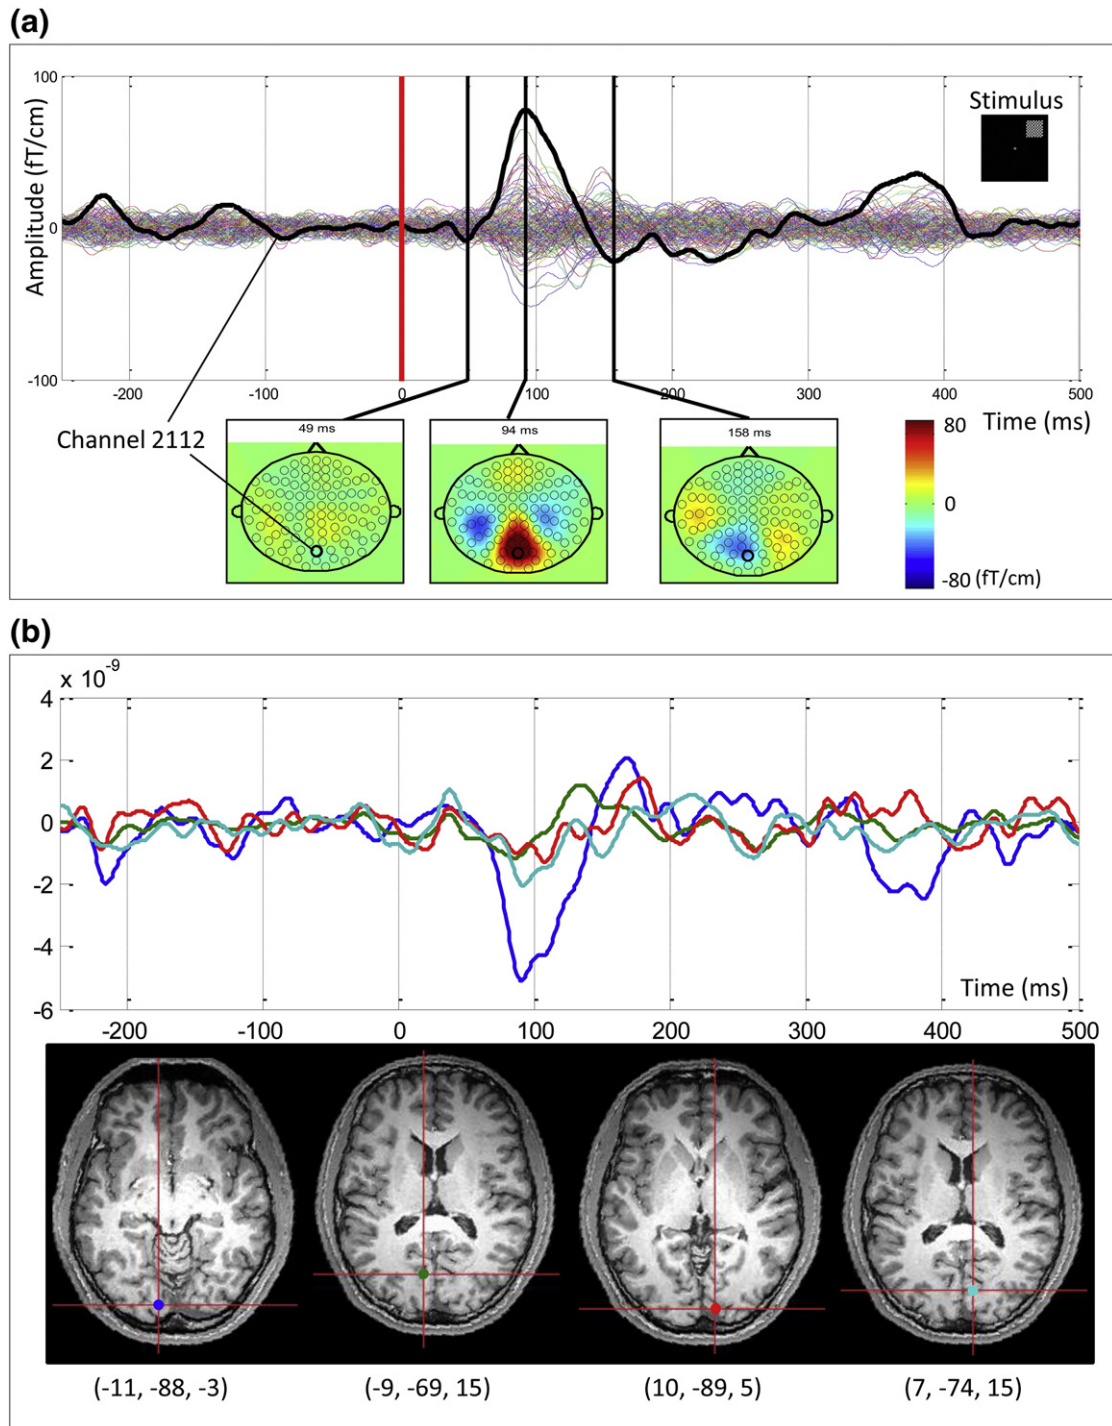 (a)
100
Stimulus
Amplitude (fT/cm)
0
-100
-200
-100
0
100
200
300
400
500
Time (ms)
Channel 2112
49 ms
94 ms
158 ms
80
0
-80 (fT/cm)
(b)
x 10^-9
4
2
0
-2
-4
-6
Time (ms)
-200
-100
0
100
200
300
400
500
(-11, -88, -3)
(-9, -69, 15)
(10, -89, 5)
(7, -74, 15)